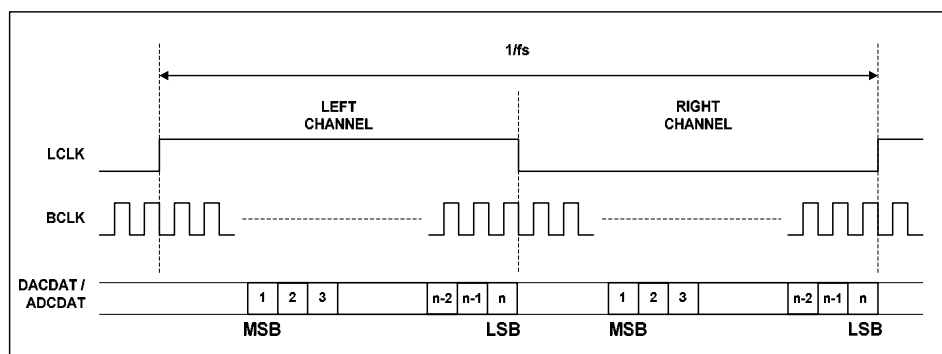 1/fs
LEFT
CHANNEL
RIGHT
CHANNEL
LCLK
BCLK
DACDAT /
ADCDAT
1 2 3 n-2 n-1 n 1 2 3 n-2 n-1 n
MSB LSB MSB LSB